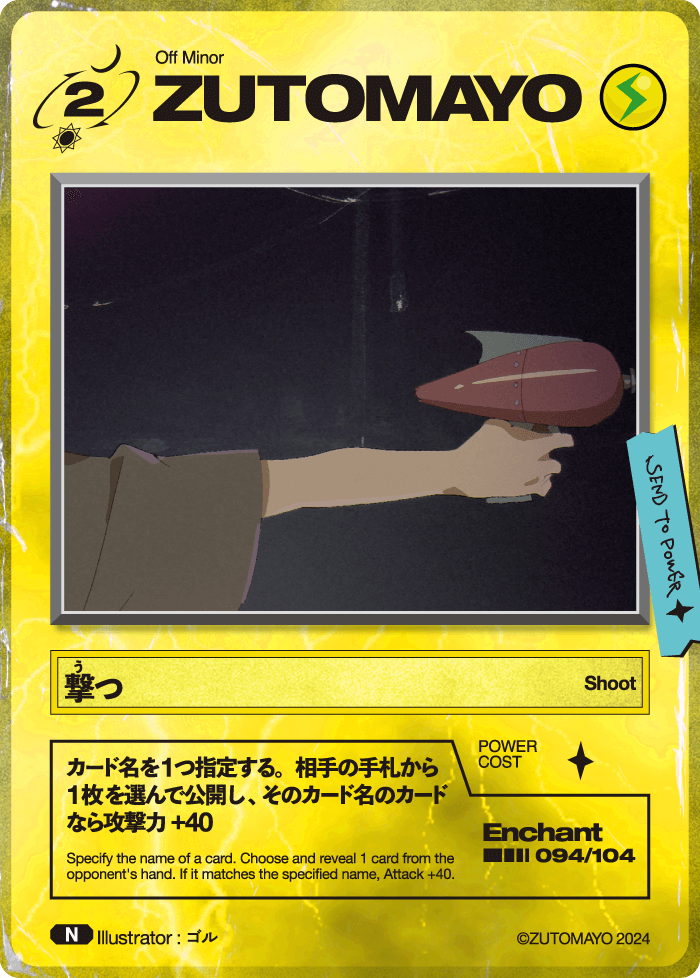 Off Minor
2
ZUTOMAYO
SEND TO POWER
う
撃つ
Shoot
カード名を1つ指定する。相手の手札から
1枚を選んで公開し、そのカード名のカード
なら攻撃力+40
Specify the name of a card. Choose and reveal 1 card from the
opponent's hand. If it matches the specified name, Attack +40.
POWER
COST
Enchant
094/104
N
Illustrator : ゴル
©ZUTOMAYO 2024